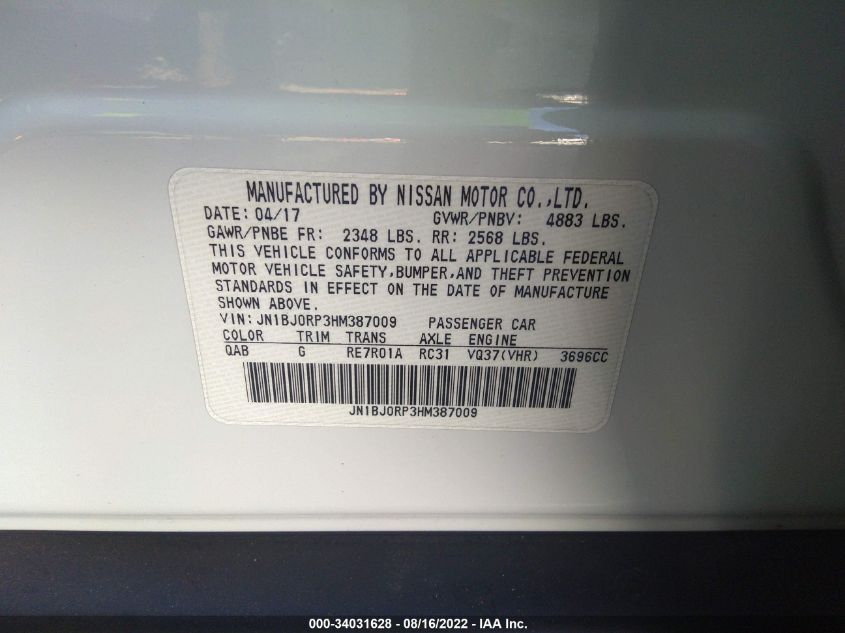 MANUFACTURED BY NISSAN MOTOR CO.,LTD.
DATE: 04/17 GVWR/PNBV: 4883 LBS.
GAWR/PNBE FR: 2348 LBS. RR: 2568 LBS.
THIS VEHICLE CONFORMS TO ALL APPLICABLE FEDERAL
MOTOR VEHICLE SAFETY,BUMPER,AND THEFT PREVENTION
STANDARDS IN EFFECT ON THE DATE OF MANUFACTURE
SHOWN ABOVE.
VIN: JN1BJ0RP3HM387009 PASSENGER CAR
COLOR TRIM TRANS AXLE ENGINE
QAB G RE7R01A RC31 VQ37(VHR) 3696CC
JN1BJ0RP3HM387009
000-34031628 - 08/16/2022 - IAA Inc.